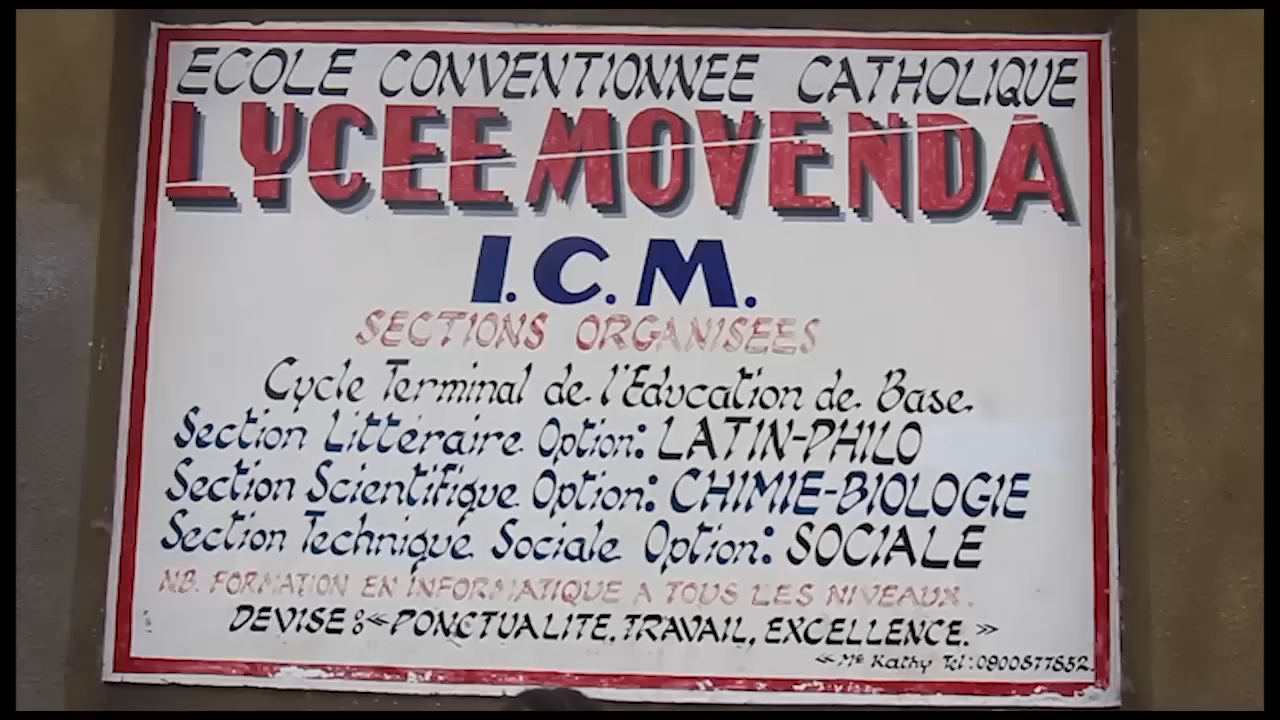 ECOLE CONVENTIONNEE CATHOLIQUE
LYCEE MOVENDA
I.C.M.
SECTIONS ORGANISEES
Cycle Terminal de l'Education de Base
Section Littéraire Option: LATIN-PHILO
Section Scientifique Option: CHIMIE-BIOLOGIE
Section Technique Sociale Option: SOCIALE
NB. FORMATION EN INFORMATIQUE A TOUS LES NIVEAUX.
DEVISE : «PONCTUALITE, TRAVAIL, EXCELLENCE.»
«Me Kathy Tel: 0900877852.